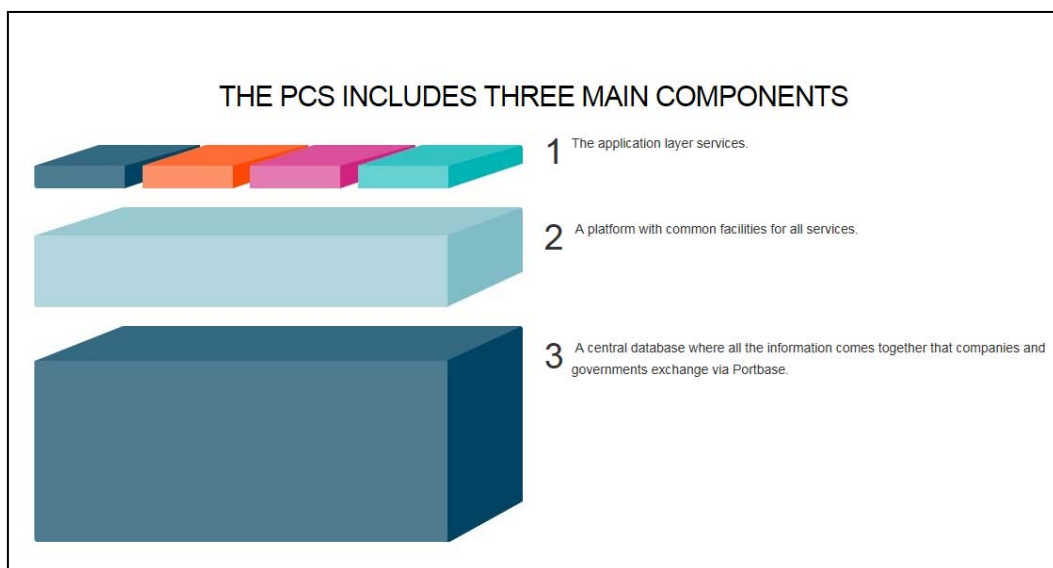 THE PCS INCLUDES THREE MAIN COMPONENTS
1 The application layer services.
2 A platform with common facilities for all services.
3 A central database where all the information comes together that companies and
governments exchange via Portbase.